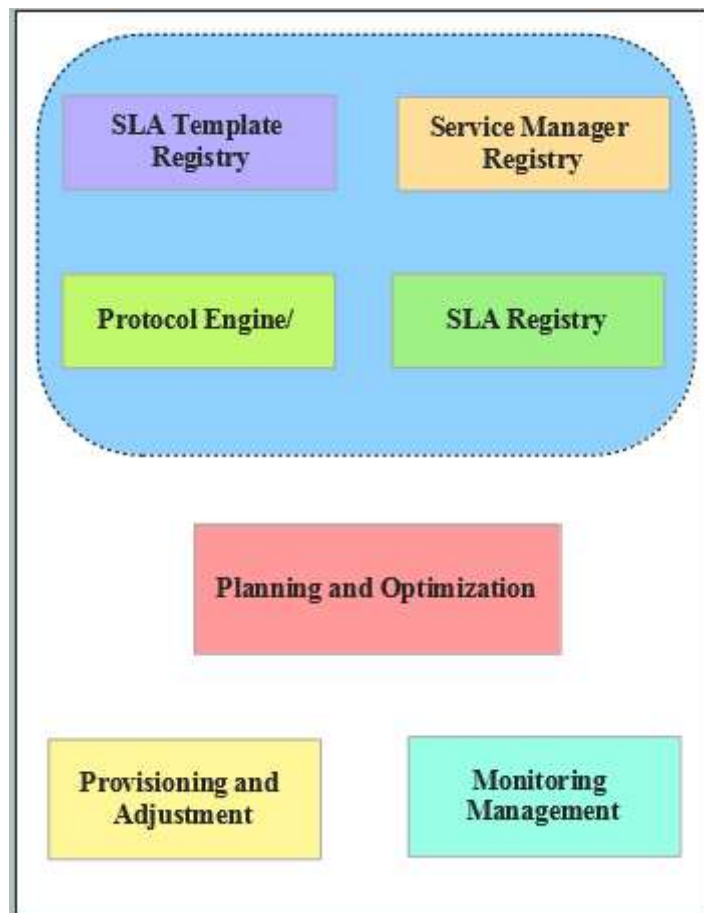 SLA Template
Registry
Service Manager
Registry
Protocol Engine/
SLA Registry
Planning and Optimization
Provisioning and
Adjustment
Monitoring
Management